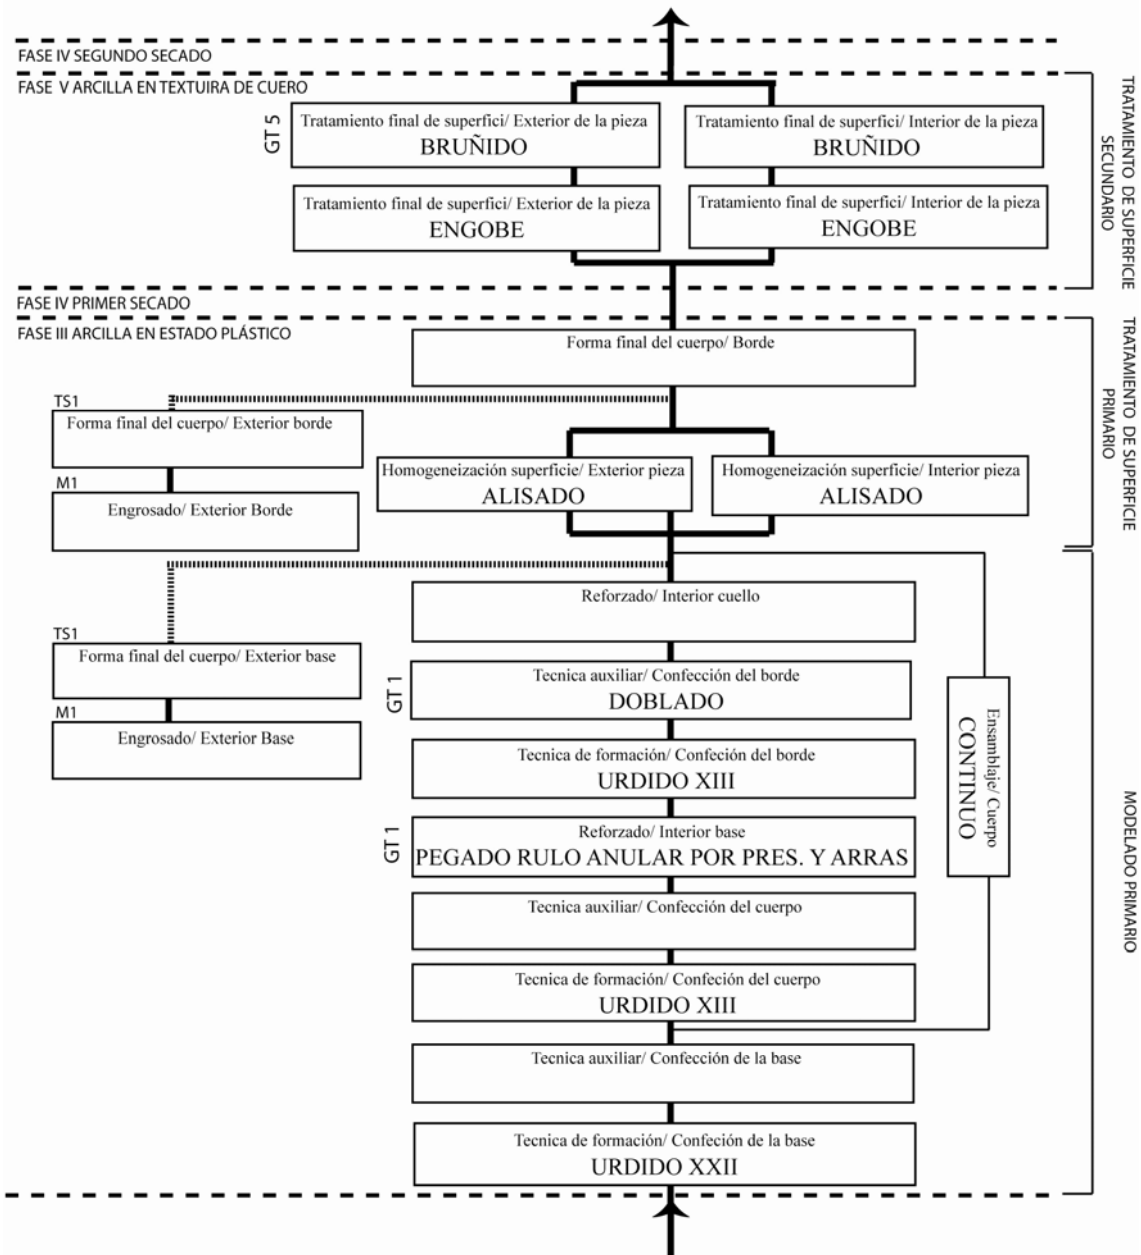 FASE IV SEGUNDO SECADO
FASE V ARCILLA EN TEXTUIRA DE CUERO
GT 5
Tratamiento final de superfici/ Exterior de la pieza
BRUÑIDO
Tratamiento final de superfici/ Interior de la pieza
BRUÑIDO
Tratamiento final de superfici/ Exterior de la pieza
ENGOBE
Tratamiento final de superfici/ Interior de la pieza
ENGOBE
TRATAMIENTO DE SUPERFICIE
SECUNDARIO
FASE IV PRIMER SECADO
FASE III ARCILLA EN ESTADO PLÁSTICO
Forma final del cuerpo/ Borde
TS1
Forma final del cuerpo/ Exterior borde
M1
Engrosado/ Exterior Borde
Homogeneización superficie/ Exterior pieza
ALISADO
Homogeneización superficie/ Interior pieza
ALISADO
TRATAMIENTO DE SUPERFICIE
PRIMARIO
Reforzado/ Interior cuello
TS1
Forma final del cuerpo/ Exterior base
M1
Engrosado/ Exterior Base
GT 1
Tecnica auxiliar/ Confección del borde
DOBLADO
Tecnica de formación/ Confeción del borde
URDIDO XIII
GT 1
Reforzado/ Interior base
PEGADO RULO ANULAR POR PRES. Y ARRAS
Tecnica auxiliar/ Confección del cuerpo
Tecnica de formación/ Confeción del cuerpo
URDIDO XIII
Ensamblaje/ Cuerpo
CONTINUO
Tecnica auxiliar/ Confección de la base
Tecnica de formación/ Confeción de la base
URDIDO XXII
MODELADO PRIMARIO